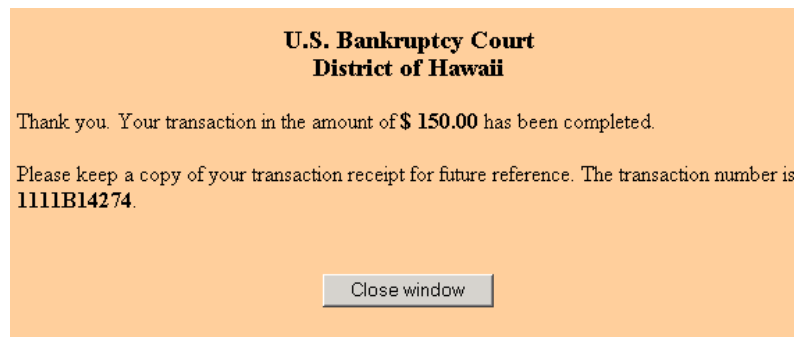 U.S. Bankruptcy Court
District of Hawaii
Thank you. Your transaction in the amount of $ 150.00 has been completed.
Please keep a copy of your transaction receipt for future reference. The transaction number is
1111B14274.
Close window